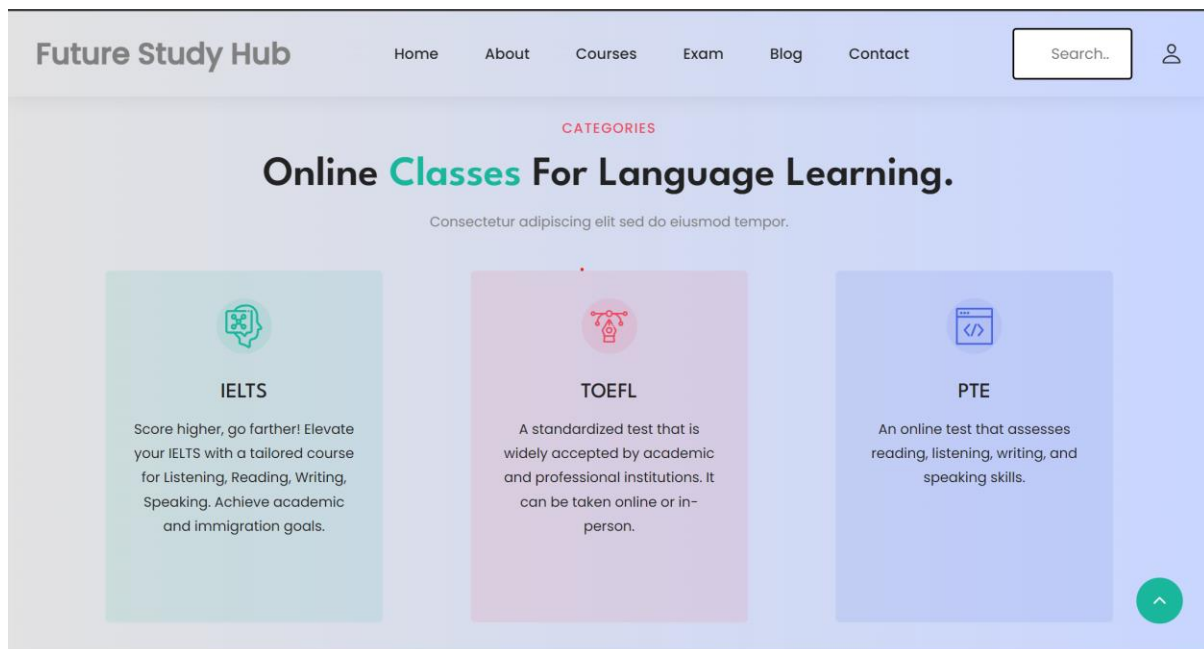 Future Study Hub
Home About Courses Exam Blog Contact
Search..
CATEGORIES
Online Classes For Language Learning.
Consectetur adipiscing elit sed do eiusmod tempor.
IELTS
Score higher, go farther! Elevate
your IELTS with a tailored course
for Listening, Reading, Writing,
Speaking. Achieve academic
and immigration goals.
TOEFL
A standardized test that is
widely accepted by academic
and professional institutions. It
can be taken online or in-
person.
PTE
An online test that assesses
reading, listening, writing, and
speaking skills.